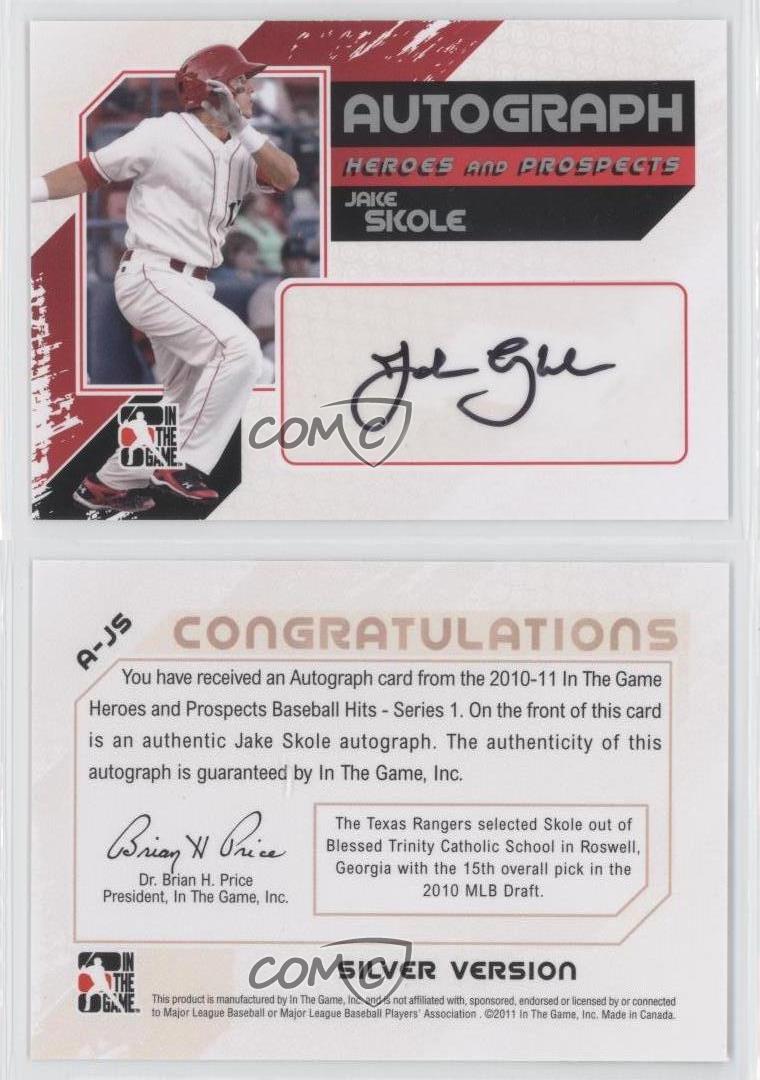 AUTOGRAPH
HEROES AND PROSPECTS
JAKE
SKOLE
IN
THE
GAME
COMC
A-JS
CONGRATULATIONS
You have received an Autograph card from the 2010-11 In The Game
Heroes and Prospects Baseball Hits - Series 1. On the front of this card
is an authentic Jake Skole autograph. The authenticity of this
autograph is guaranteed by In The Game, Inc.
Brian H Price
Dr. Brian H. Price
President, In The Game, Inc.
The Texas Rangers selected Skole out of
Blessed Trinity Catholic School in Roswell,
Georgia with the 15th overall pick in the
2010 MLB Draft.
IN
THE
GAME
COMC
SILVER VERSION
This product is manufactured by In The Game, Inc. and is not affiliated with, sponsored, endorsed or licensed by or connected
to Major League Baseball or Major League Baseball Players' Association . ©2011 In The Game, Inc. Made in Canada.